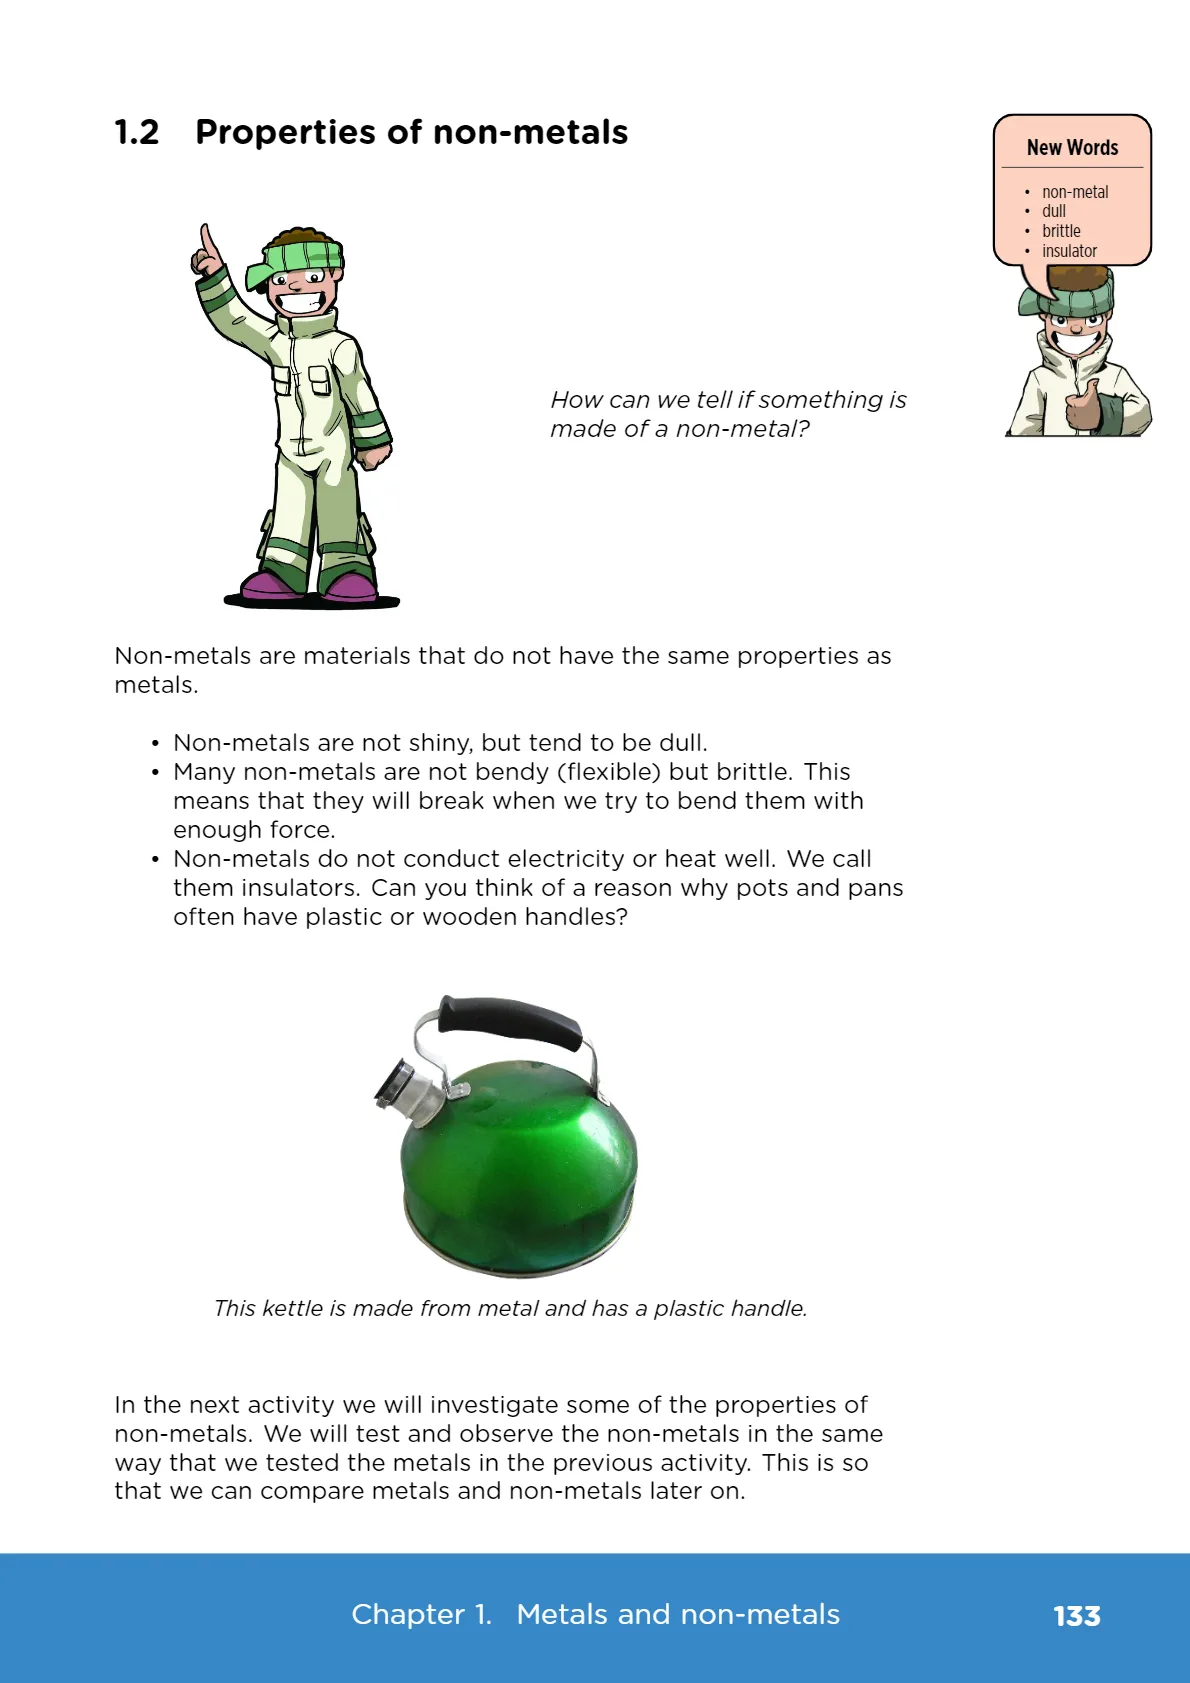 1.2 Properties of non-metals
New Words
• non-metal
• dull
• brittle
• insulator
How can we tell if something is
made of a non-metal?
Non-metals are materials that do not have the same properties as
metals.
• Non-metals are not shiny, but tend to be dull.
• Many non-metals are not bendy (flexible) but brittle. This
means that they will break when we try to bend them with
enough force.
• Non-metals do not conduct electricity or heat well. We call
them insulators. Can you think of a reason why pots and pans
often have plastic or wooden handles?
This kettle is made from metal and has a plastic handle.
In the next activity we will investigate some of the properties of
non-metals. We will test and observe the non-metals in the same
way that we tested the metals in the previous activity. This is so
that we can compare metals and non-metals later on.
Chapter 1. Metals and non-metals
133